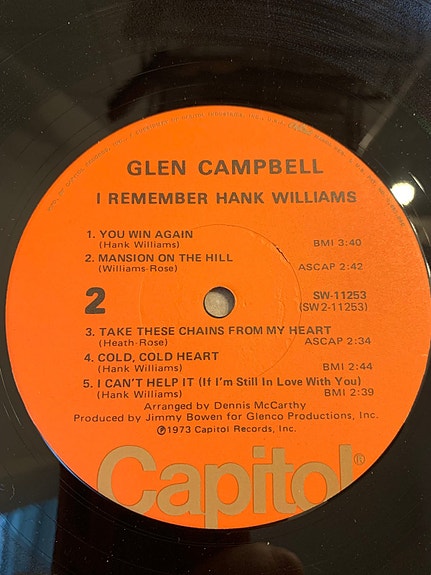 GLEN CAMPBELL
I REMEMBER HANK WILLIAMS
1. YOU WIN AGAIN
(Hank Williams) BMI 3:40
2. MANSION ON THE HILL
(Williams-Rose) ASCAP 2:42
2 SW-11253
(SW2-11253)
3. TAKE THESE CHAINS FROM MY HEART
(Heath-Rose) ASCAP 2:34
4. COLD, COLD HEART
(Hank Williams) BMI 2:44
5. I CAN'T HELP IT (If I'm Still In Love With You)
(Hank Williams) BMI 2:39
Arranged by Dennis McCarthy
Produced by Jimmy Bowen for Glenco Productions, Inc.
℗1973 Capitol Records, Inc.
Capitol®